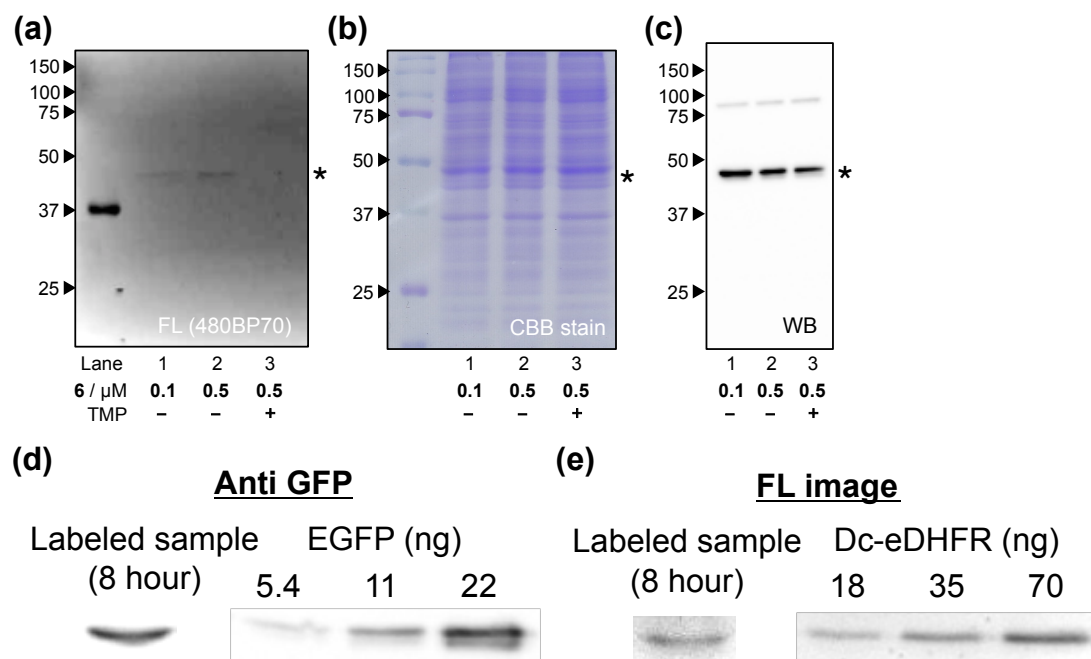 (a)
150
100
75
50
37
25
*
FL (480BP70)
Lane 1 2 3
6 / μM 0.1 0.5 0.5
TMP – – +
(b)
150
100
75
50
37
25
*
CBB stain
1 2 3
0.1 0.5 0.5
– – +
(c)
150
100
75
50
37
25
*
WB
1 2 3
0.1 0.5 0.5
– – +
(d)
Anti GFP
Labeled sample
(8 hour)
EGFP (ng)
5.4 11 22
(e)
FL image
Labeled sample
(8 hour)
Dc-eDHFR (ng)
18 35 70